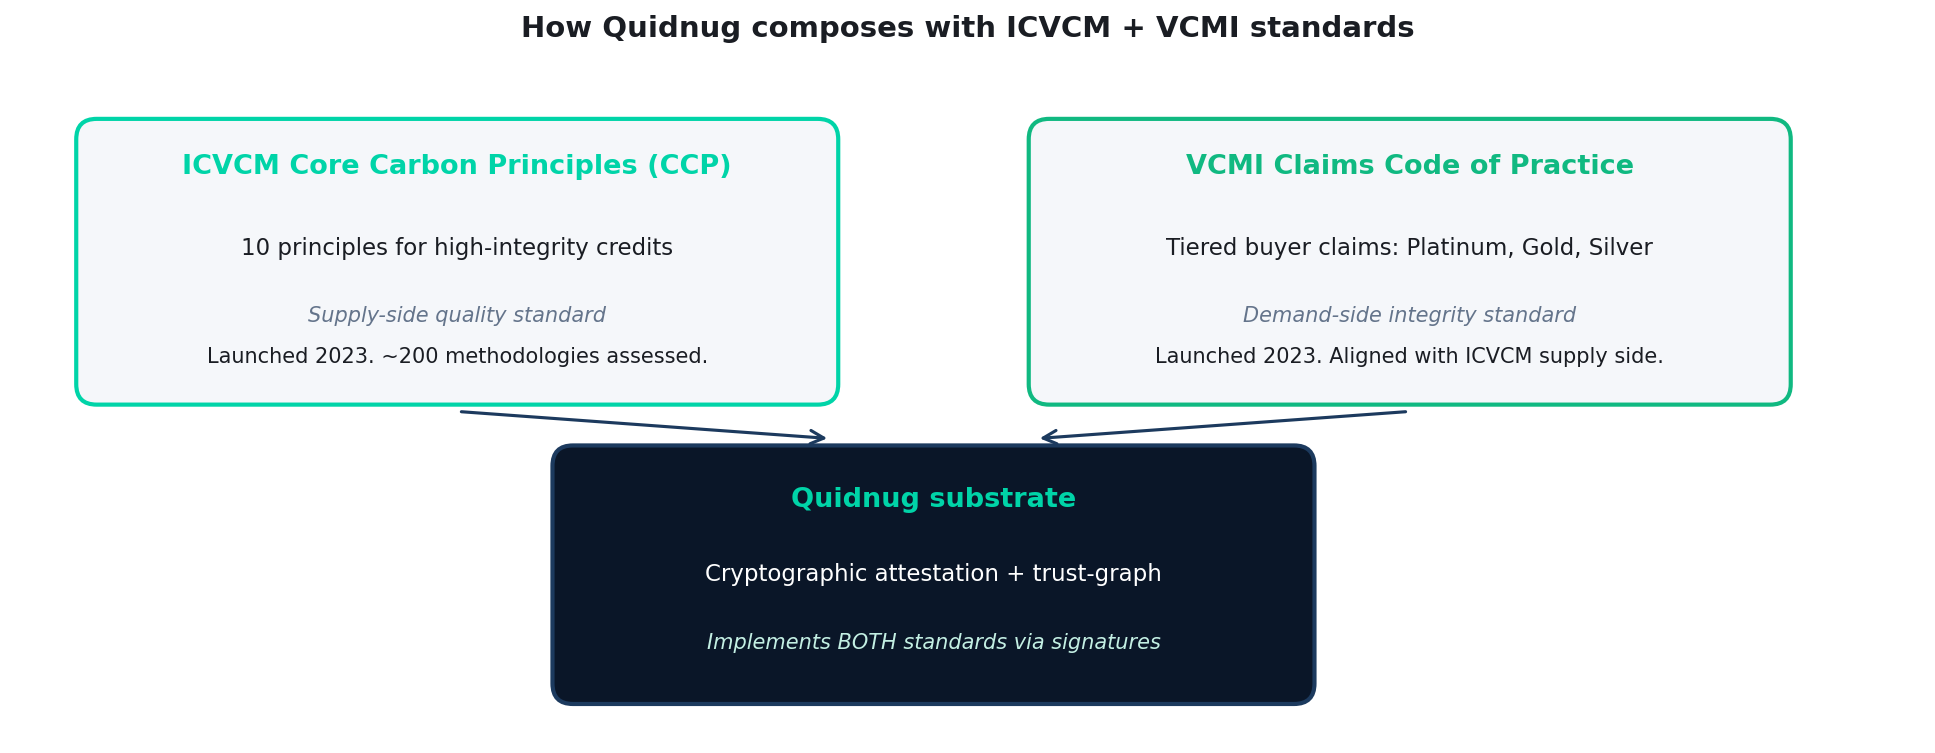 How Quidnug composes with ICVCM + VCMI standards
ICVCM Core Carbon Principles (CCP)
10 principles for high-integrity credits
Supply-side quality standard
Launched 2023. ~200 methodologies assessed.
VCMI Claims Code of Practice
Tiered buyer claims: Platinum, Gold, Silver
Demand-side integrity standard
Launched 2023. Aligned with ICVCM supply side.
Quidnug substrate
Cryptographic attestation + trust-graph
Implements BOTH standards via signatures